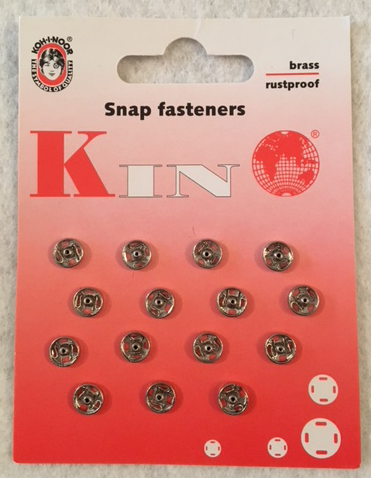 KOH-I-NOOR ®
THE SYMBOL OF QUALITY
brass
rustproof
Snap fasteners
KIN ®